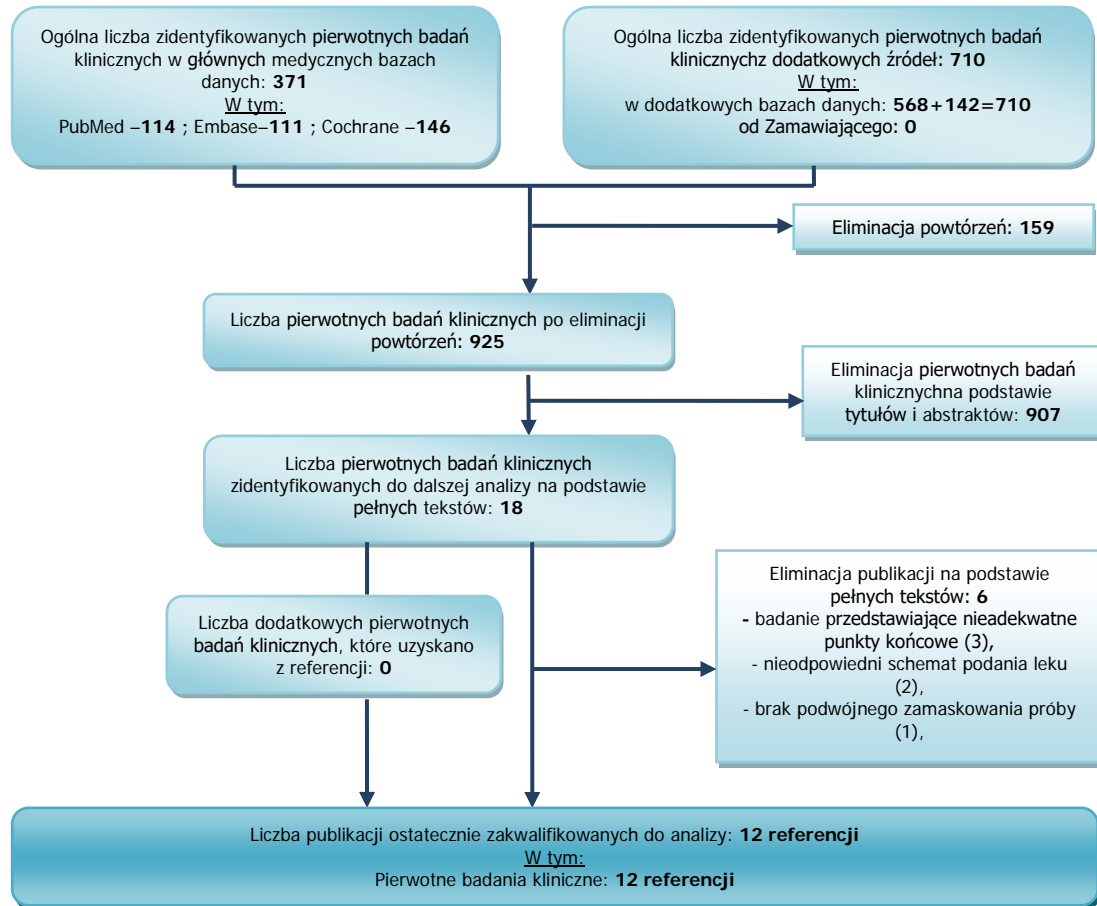 Ogólna liczba zidentyfikowanych pierwotnych badań
klinicznych w głównych medycznych bazach
danych: 371
W tym:
PubMed –114 ; Embase–111 ; Cochrane –146
Ogólna liczba zidentyfikowanych pierwotnych badań
klinicznychz dodatkowych źródeł: 710
W tym:
w dodatkowych bazach danych: 568+142=710
od Zamawiającego: 0
Eliminacja powtórzeń: 159
Liczba pierwotnych badań klinicznych po eliminacji
powtórzeń: 925
Eliminacja pierwotnych badań
klinicznychna podstawie
tytułów i abstraktów: 907
Liczba pierwotnych badań klinicznych
zidentyfikowanych do dalszej analizy na podstawie
pełnych tekstów: 18
Eliminacja publikacji na podstawie
pełnych tekstów: 6
- badanie przedstawiające nieadekwatne
punkty końcowe (3),
- nieodpowiedni schemat podania leku
(2),
- brak podwójnego zamaskowania próby
(1),
Liczba dodatkowych pierwotnych
badań klinicznych, które uzyskano
z referencji: 0
Liczba publikacji ostatecznie zakwalifikowanych do analizy: 12 referencji
W tym:
Pierwotne badania kliniczne: 12 referencji